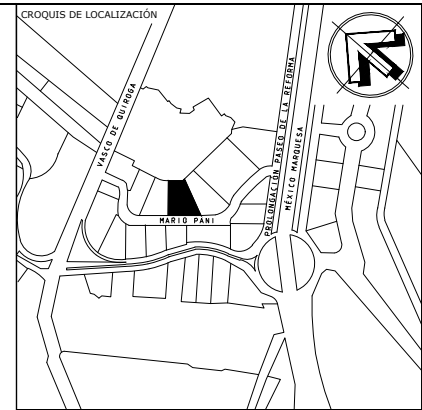 CROQUIS DE LOCALIZACIÓN
VASCO DE QUIROGA
PROLONGACIÓN PASEO DE LA REFORMA
MÉXICO MARQUESA
MARIO PANI